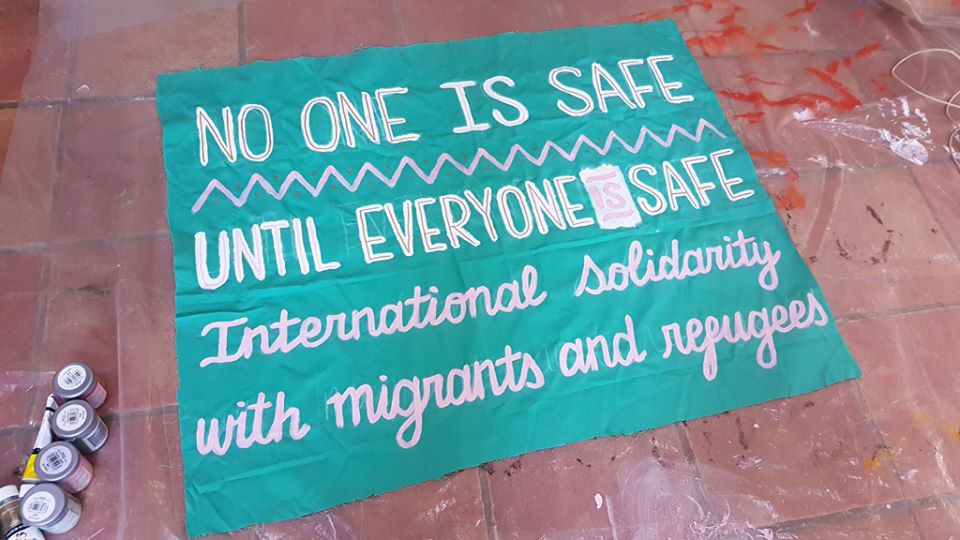 NO ONE IS SAFE
UNTIL EVERYONE IS SAFE
International solidarity
with migrants and refugees